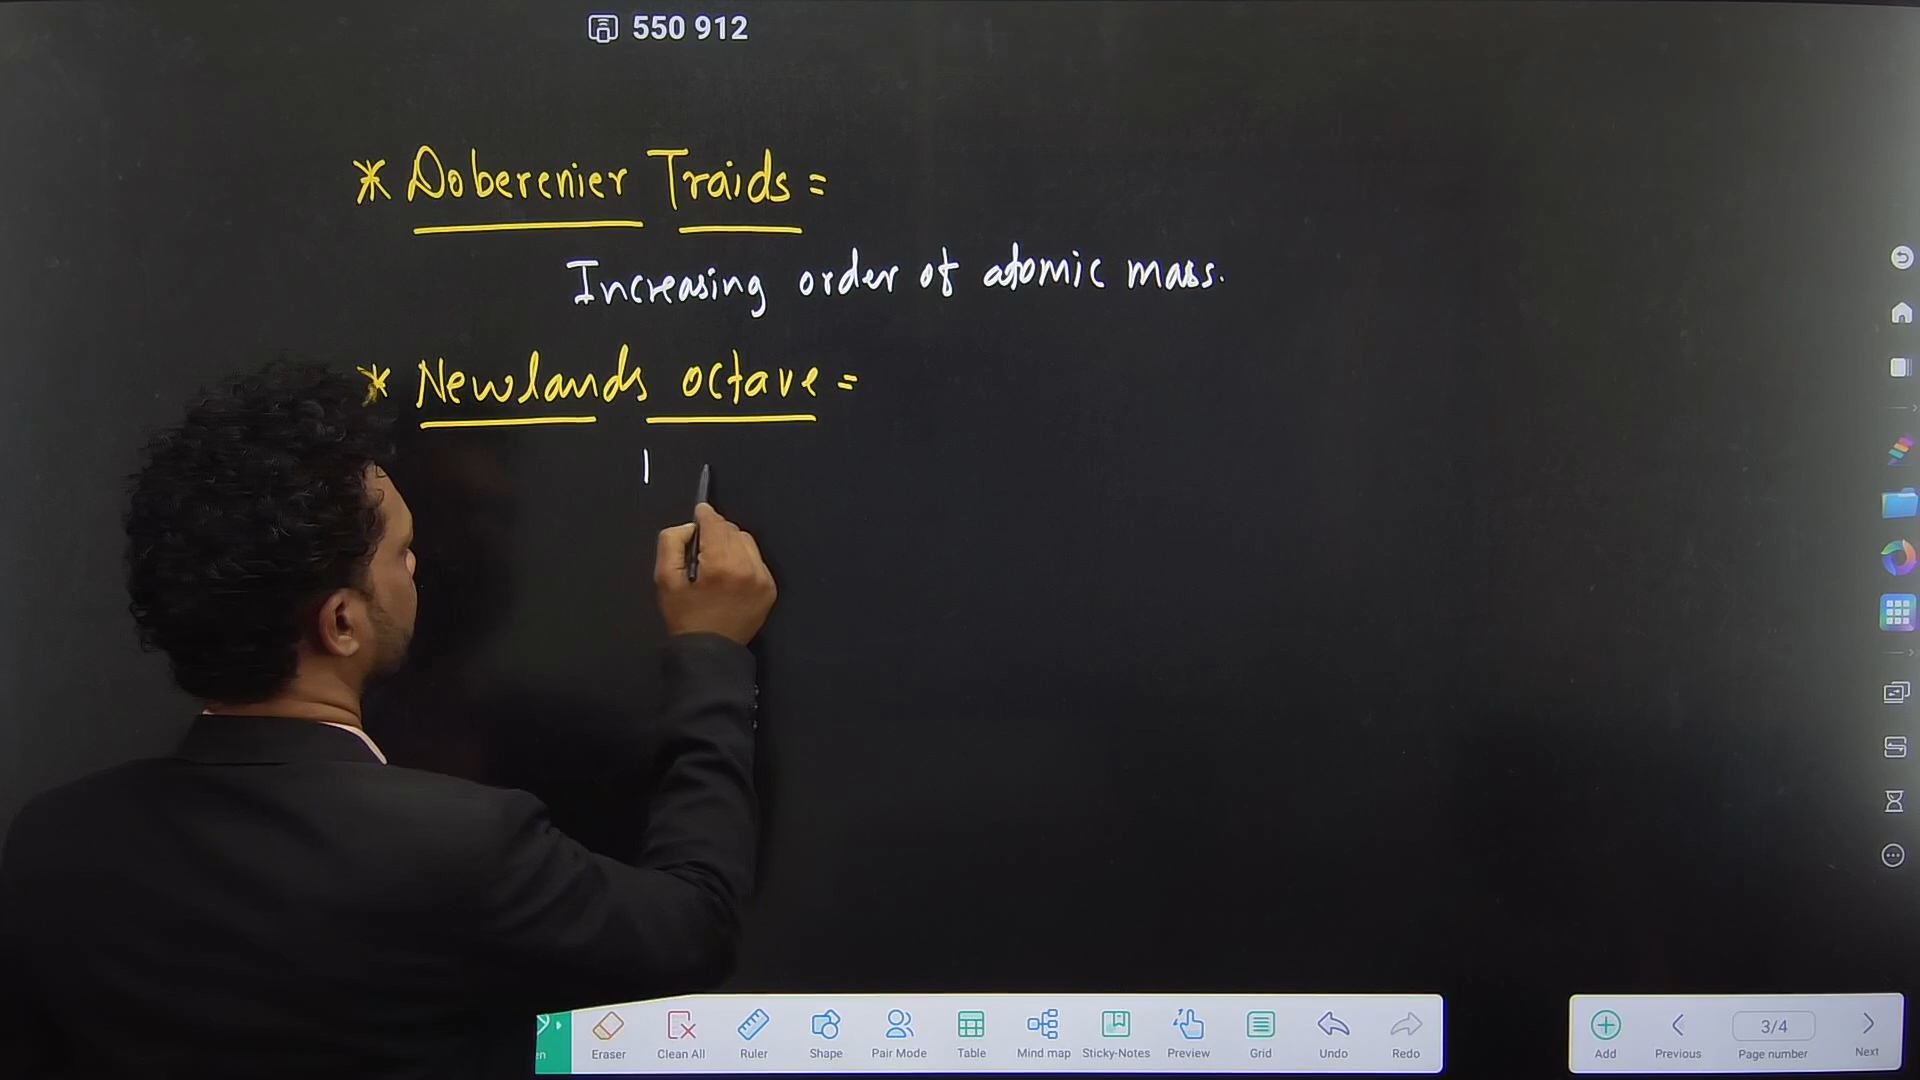 550 912
* Doberenier Traids =
Increasing order of atomic mass.
* Newlands octave =
1
Eraser Clean All Ruler Shape Pair Mode Table Mind map Sticky-Notes Preview Grid Undo Redo
Add Previous 3/4 Page number Next